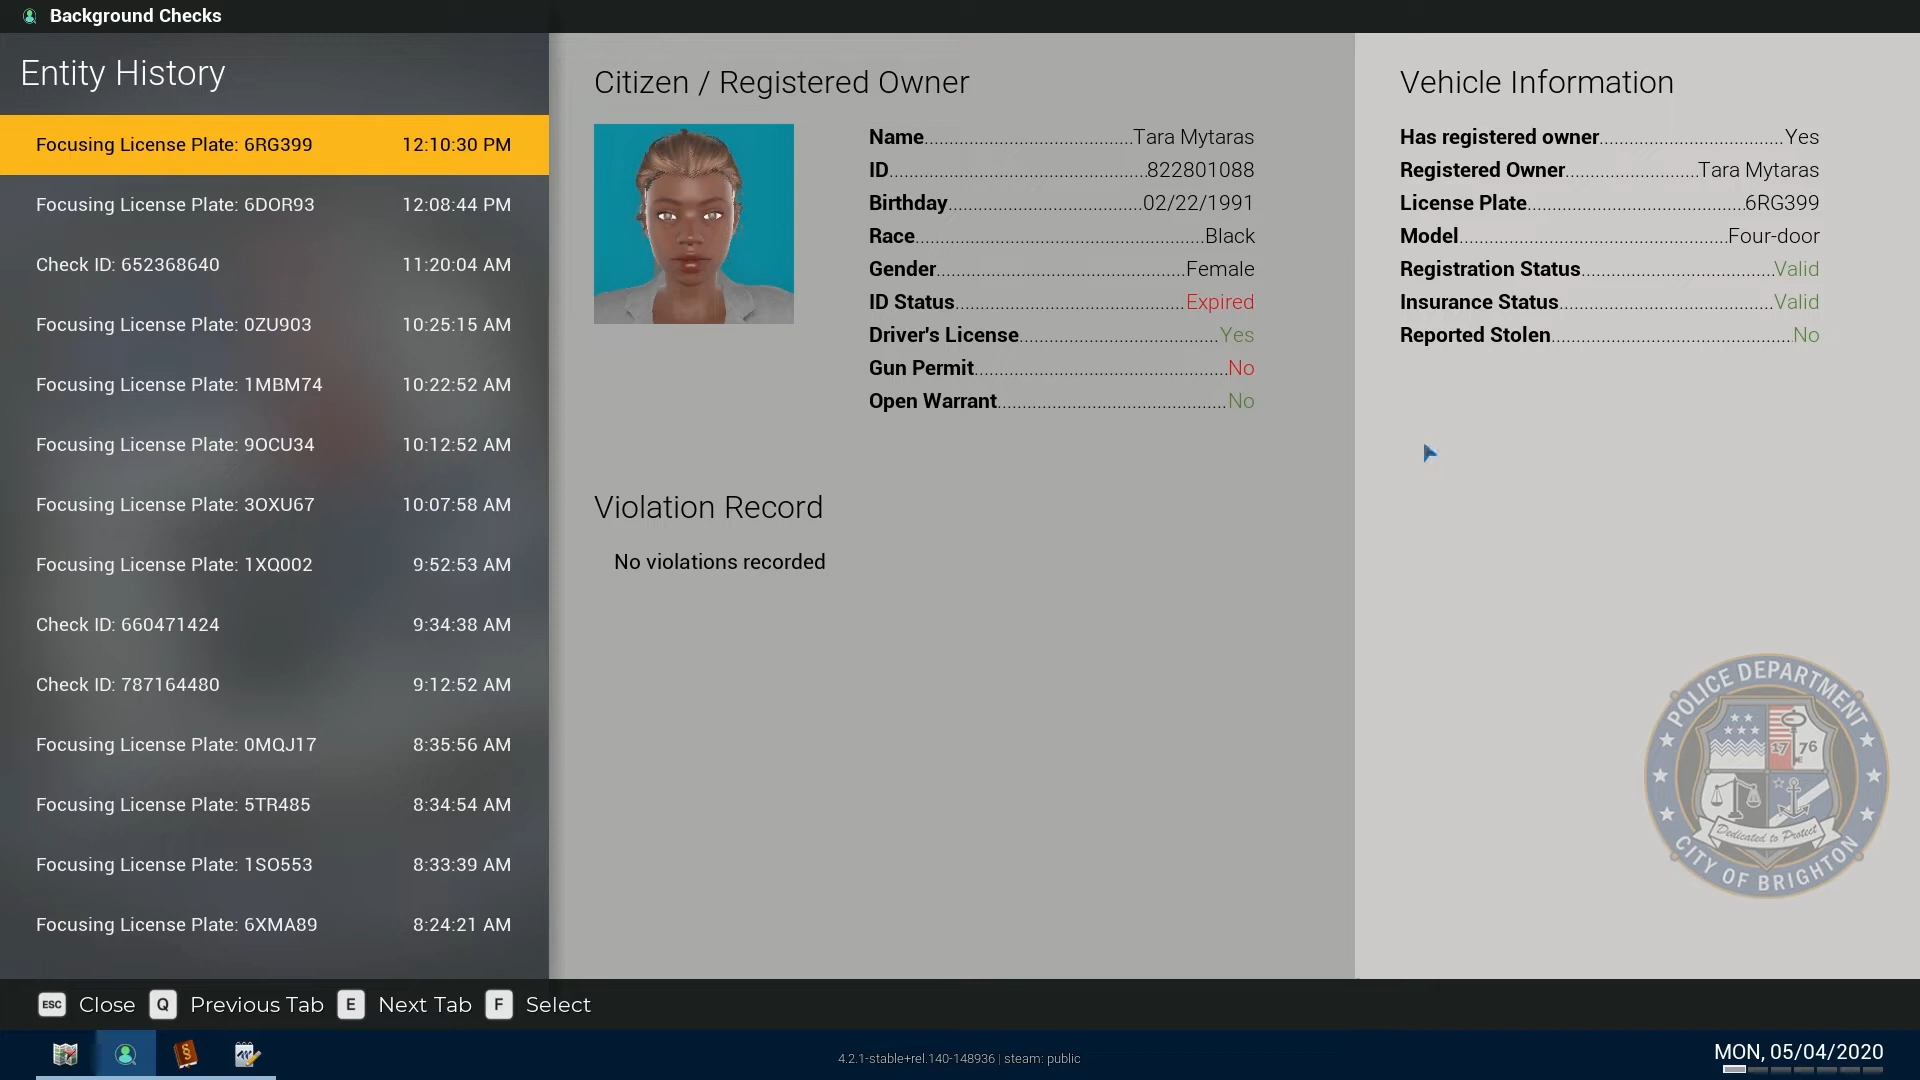 Background Checks
Entity History
Focusing License Plate: 6RG399 12:10:30 PM
Focusing License Plate: 6DOR93 12:08:44 PM
Check ID: 652368640 11:20:04 AM
Focusing License Plate: 0ZU903 10:25:15 AM
Focusing License Plate: 1MBM74 10:22:52 AM
Focusing License Plate: 9OCU34 10:12:52 AM
Focusing License Plate: 3OXU67 10:07:58 AM
Focusing License Plate: 1XQ002 9:52:53 AM
Check ID: 660471424 9:34:38 AM
Check ID: 787164480 9:12:52 AM
Focusing License Plate: 0MQJ17 8:35:56 AM
Focusing License Plate: 5TR485 8:34:54 AM
Focusing License Plate: 1SO553 8:33:39 AM
Focusing License Plate: 6XMA89 8:24:21 AM
Citizen / Registered Owner
Name Tara Mytaras
ID 822801088
Birthday 02/22/1991
Race Black
Gender Female
ID Status Expired
Driver's License Yes
Gun Permit No
Open Warrant No
Violation Record
No violations recorded
Vehicle Information
Has registered owner Yes
Registered Owner Tara Mytaras
License Plate 6RG399
Model Four-door
Registration Status Valid
Insurance Status Valid
Reported Stolen No
POLICE DEPARTMENT
17 76
Dedicated to Protect
CITY OF BRIGHTON
ESC Close Q Previous Tab E Next Tab F Select
4.2.1-stable+rel.140-148936 | steam: public
MON, 05/04/2020